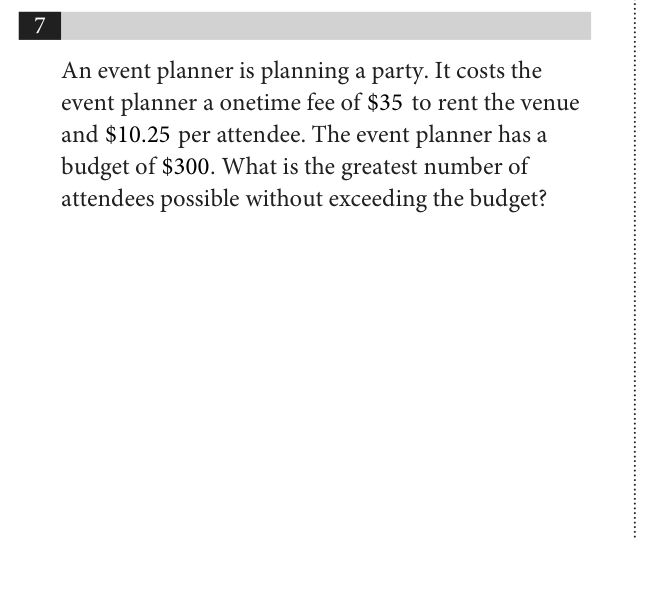 7
An event planner is planning a party. It costs the
event planner a onetime fee of $35 to rent the venue
and $10.25 per attendee. The event planner has a
budget of $300. What is the greatest number of
attendees possible without exceeding the budget?